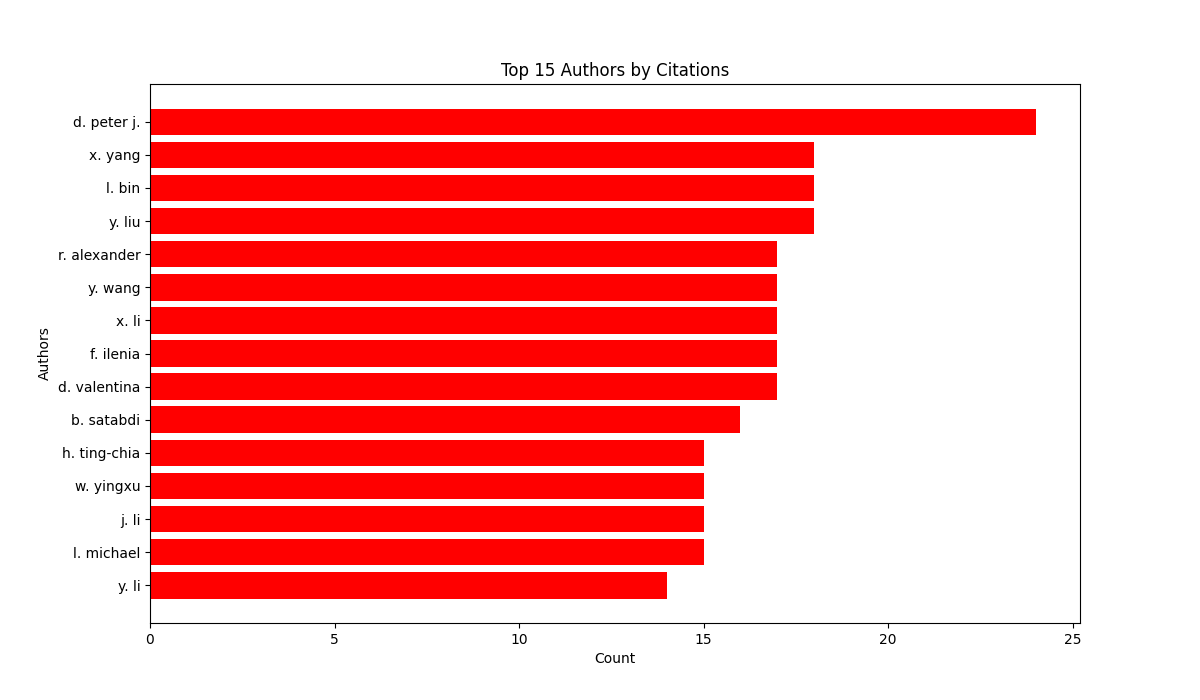 Top 15 Authors by Citations
Authors
d. peter j.
x. yang
l. bin
y. liu
r. alexander
y. wang
x. li
f. ilenia
d. valentina
b. satabdi
h. ting-chia
w. yingxu
j. li
l. michael
y. li
0 5 10 15 20 25
Count